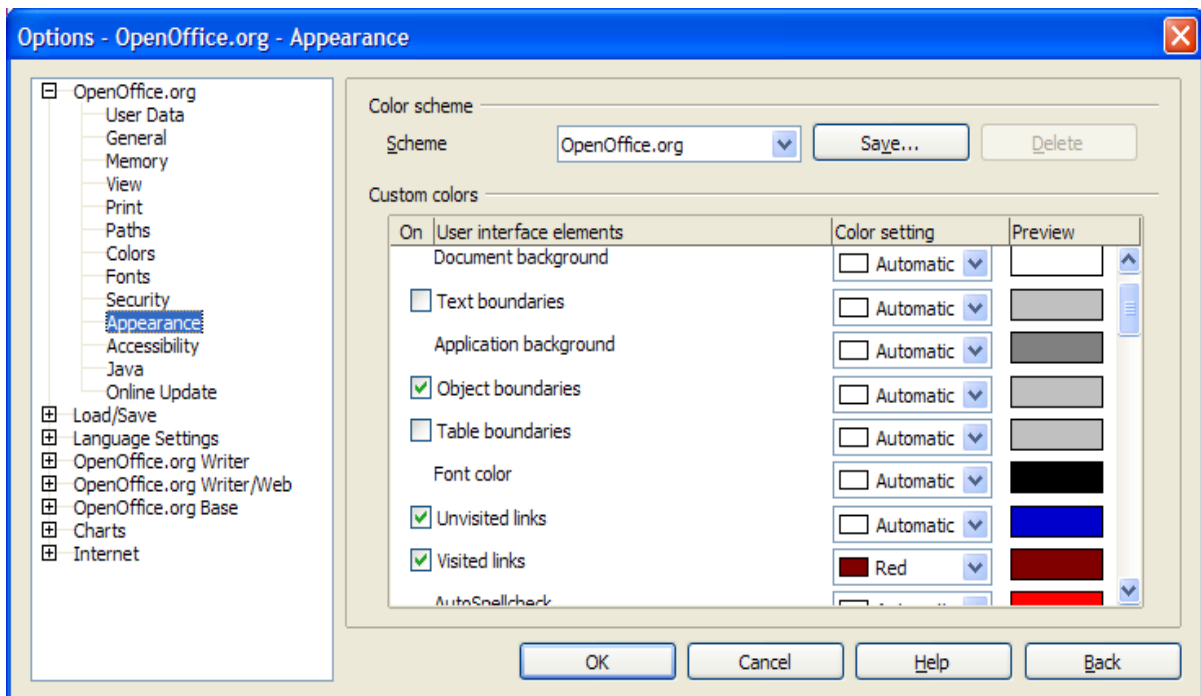 Options - OpenOffice.org - Appearance
OpenOffice.org
User Data
General
Memory
View
Print
Paths
Colors
Fonts
Security
Appearance
Accessibility
Java
Online Update
Load/Save
Language Settings
OpenOffice.org Writer
OpenOffice.org Writer/Web
OpenOffice.org Base
Charts
Internet
Color scheme
Scheme OpenOffice.org Save... Delete
Custom colors
On User interface elements Color setting Preview
Document background Automatic
Text boundaries Automatic
Application background Automatic
Object boundaries Automatic
Table boundaries Automatic
Font color Automatic
Unvisited links Automatic
Visited links Red
AutoSpellcheck
OK Cancel Help Back